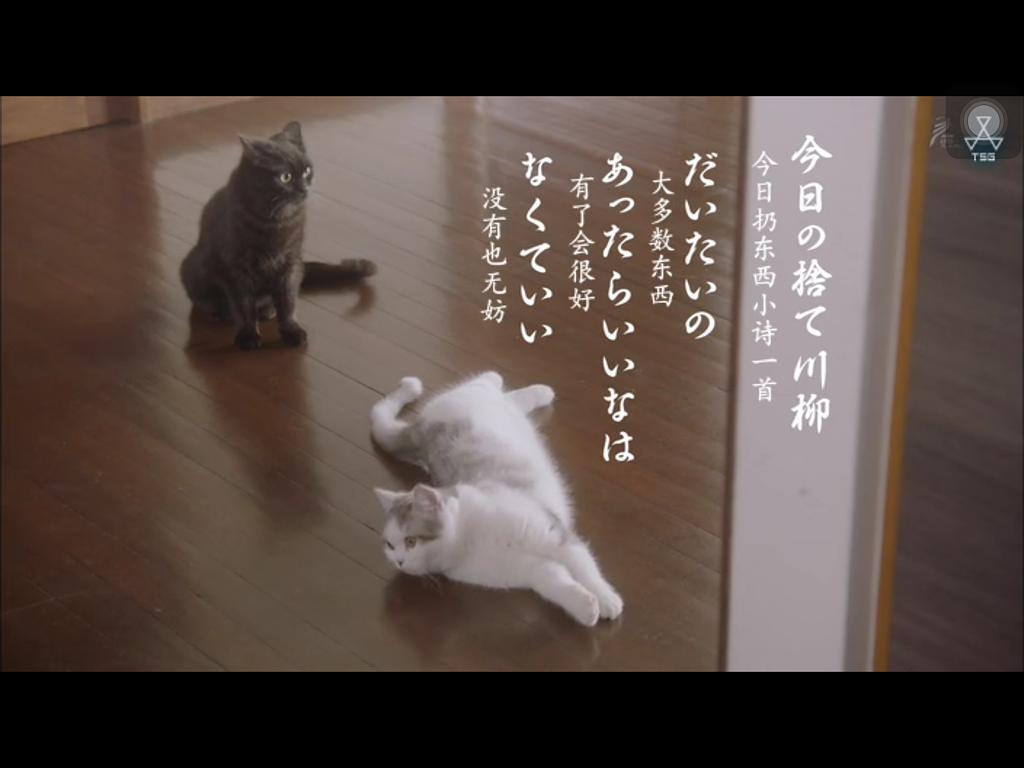 今日の捨て川柳
今日扔东西小诗一首
だいたいの
大多数东西
あったらいいなは
有了会很好
なくていい
没有也无妨
TSG